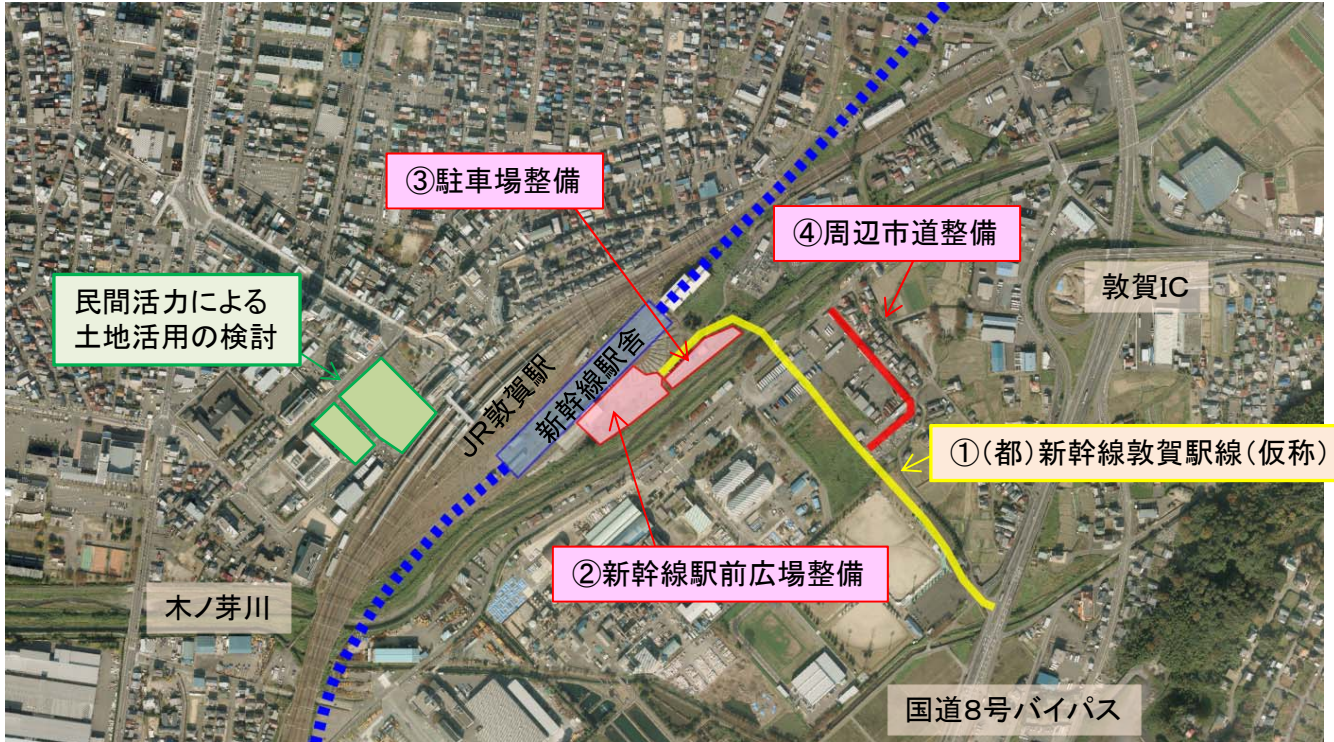 ③駐車場整備
④周辺市道整備
敦賀IC
民間活力による
土地活用の検討
JR敦賀駅
新幹線駅舎
①(都)新幹線敦賀駅線(仮称)
②新幹線駅前広場整備
木ノ芽川
国道8号バイパス